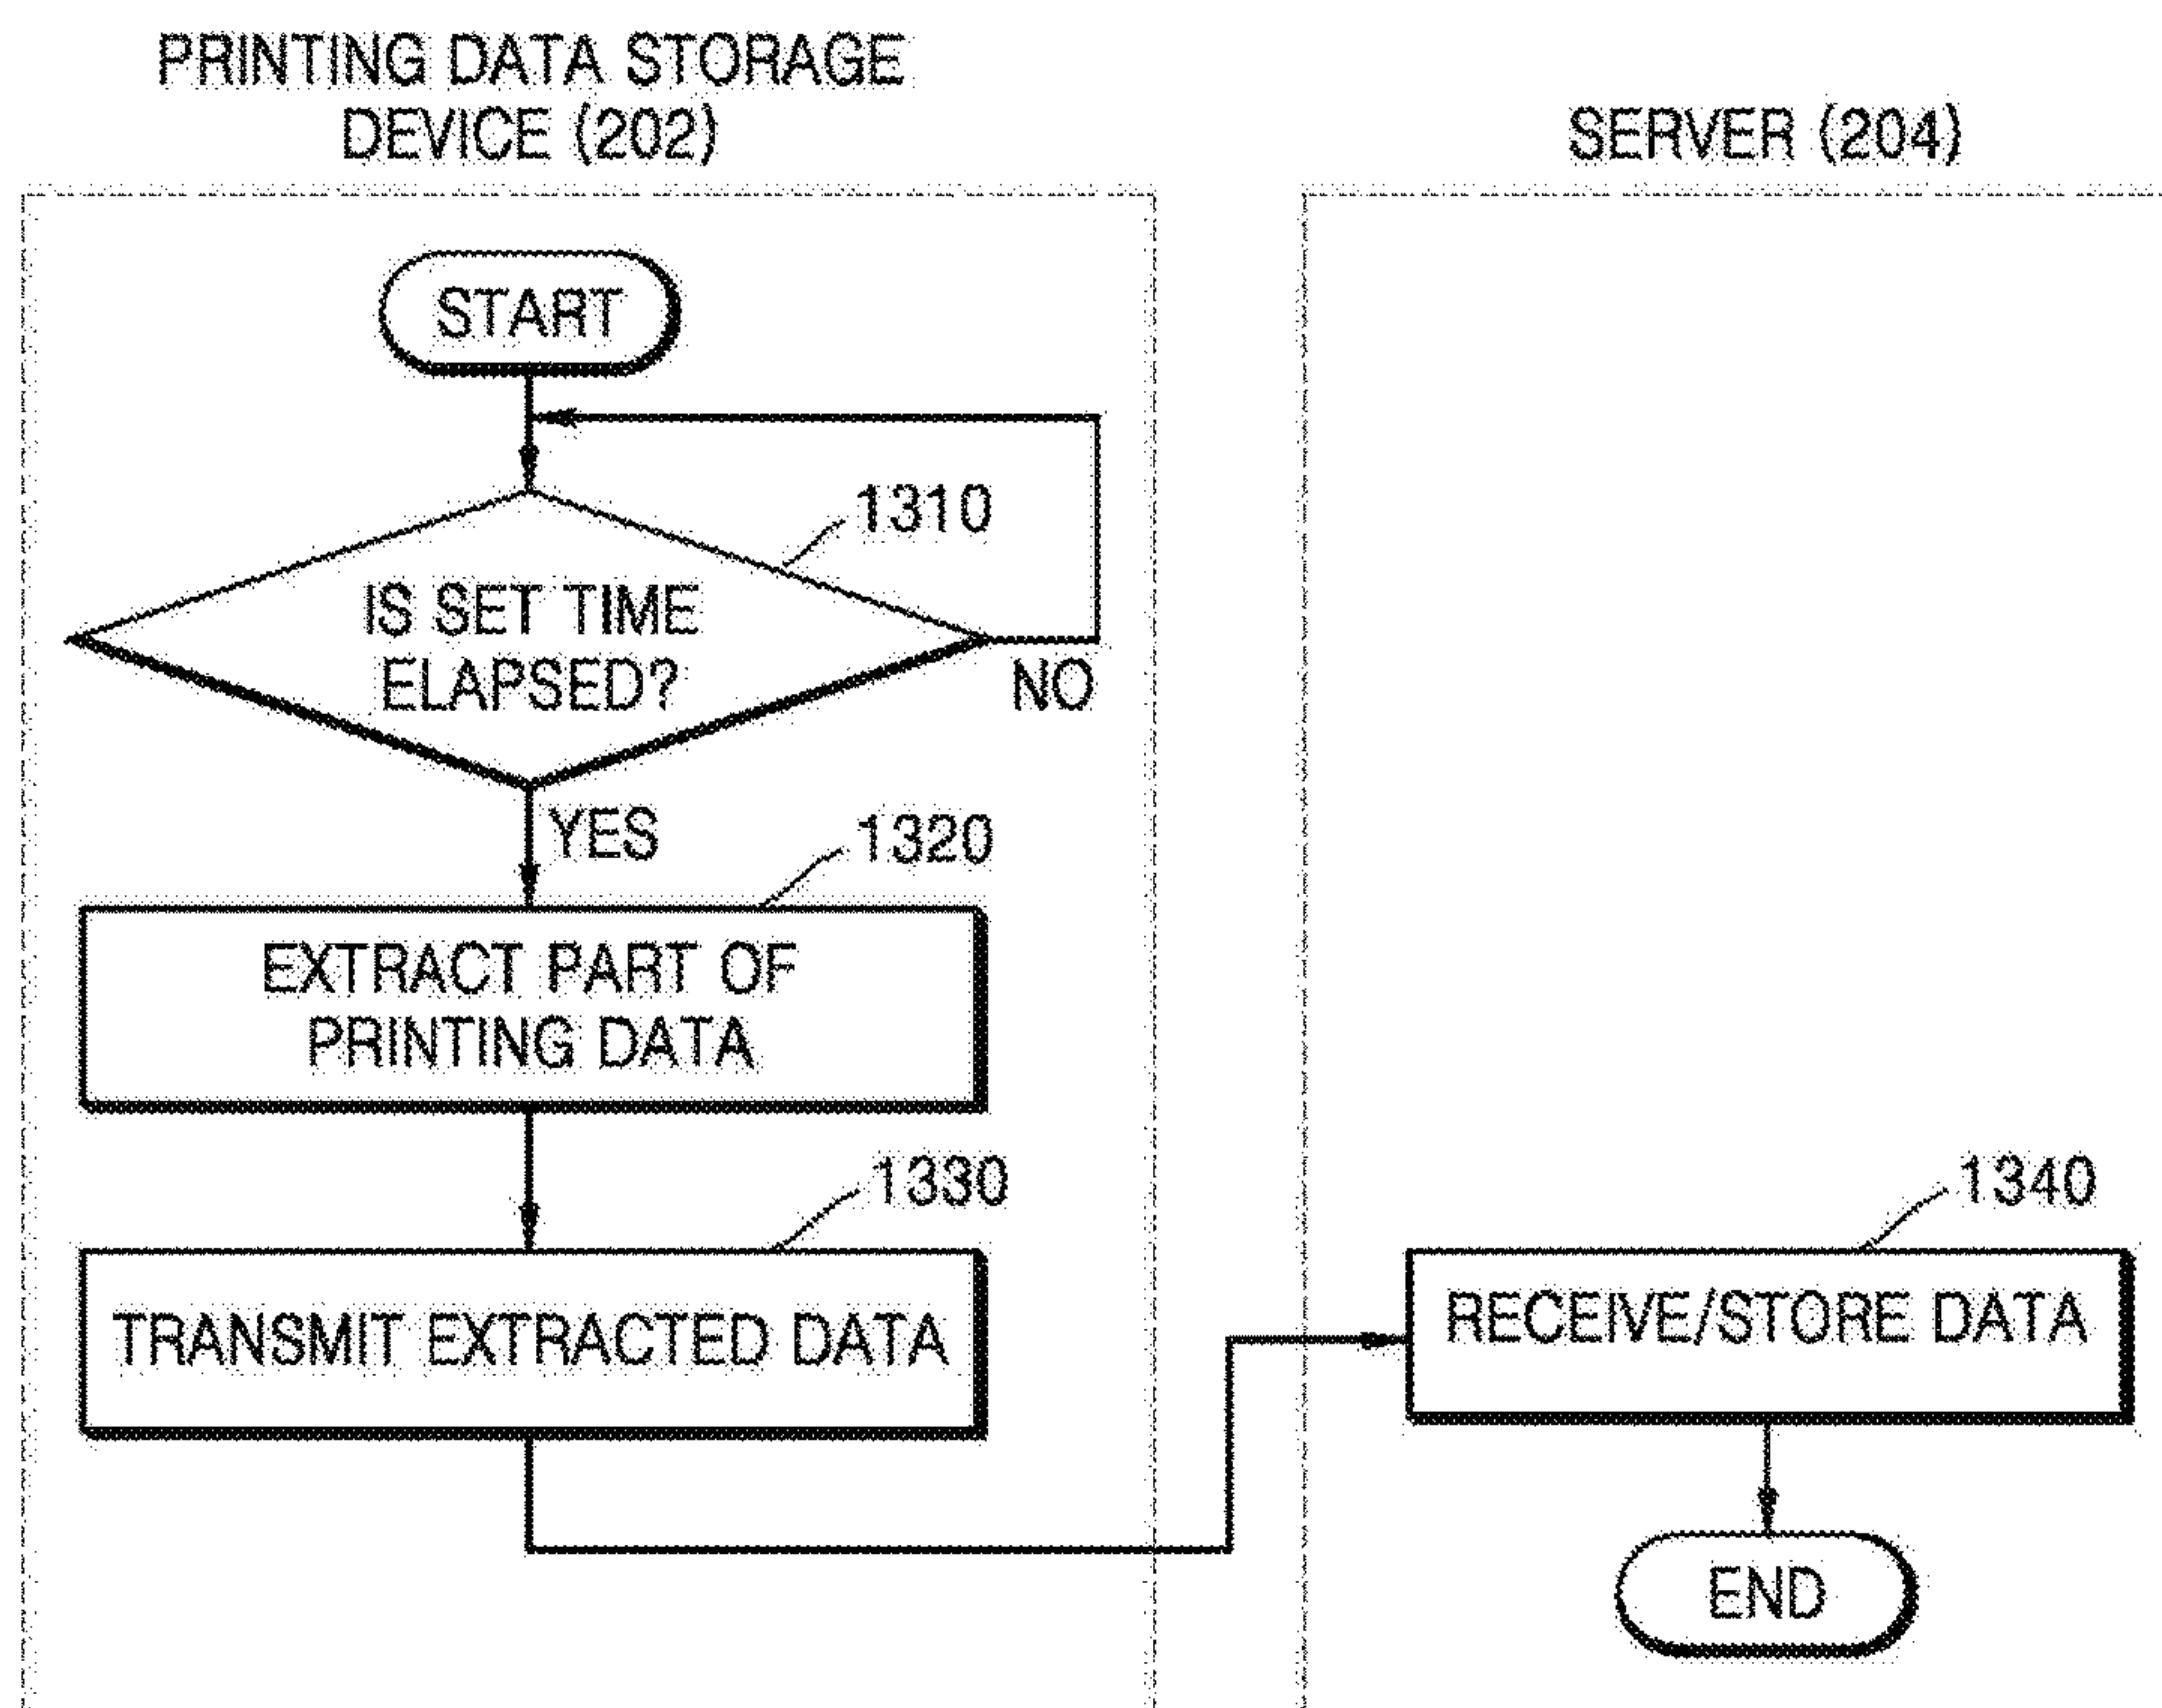 PRINTING DATA STORAGE
DEVICE (202)
SERVER (204)
START
1310
IS SET TIME
ELAPSED?
NO
YES
1320
EXTRACT PART OF
PRINTING DATA
1330
TRANSMIT EXTRACTED DATA
1340
RECEIVE/STORE DATA
END